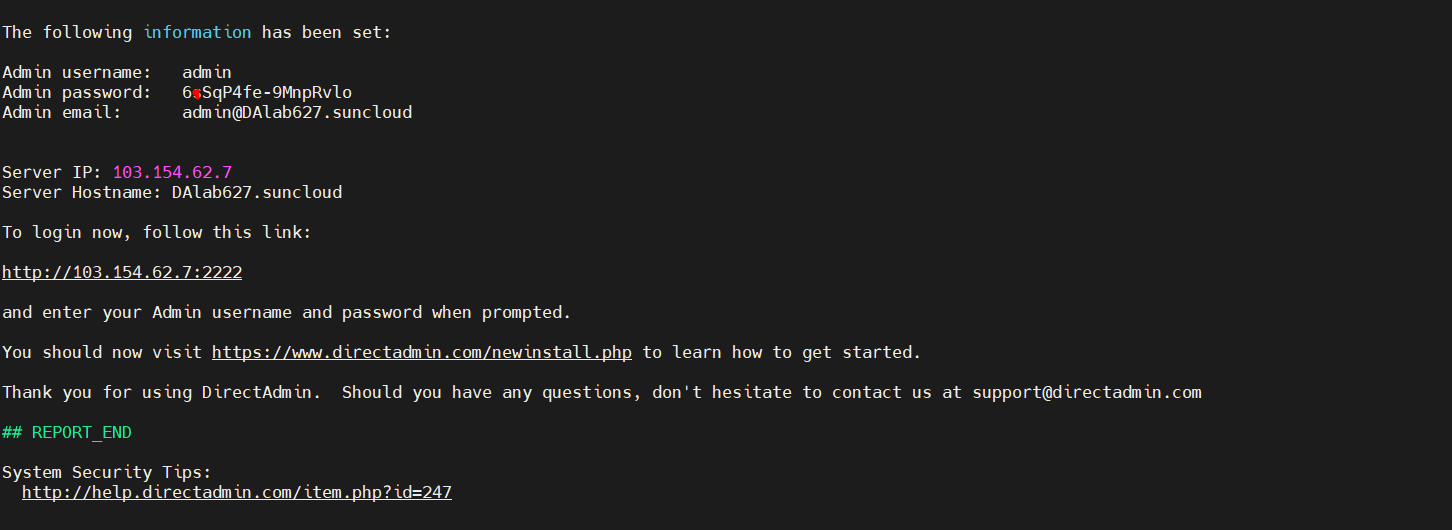 The following information has been set:
Admin username: admin
Admin password:
Admin email: admin@DAlab627.suncloud
Server IP: 103.154.62.7
Server Hostname: DAlab627.suncloud
To login now, follow this link:
http://103.154.62.7:2222
and enter your Admin username and password when prompted.
You should now visit https://www.directadmin.com/newinstall.php to learn how to get started.
Thank you for using DirectAdmin. Should you have any questions, don't hesitate to contact us at support@directadmin.com
## REPORT_END
System Security Tips:
http://help.directadmin.com/item.php?id=247